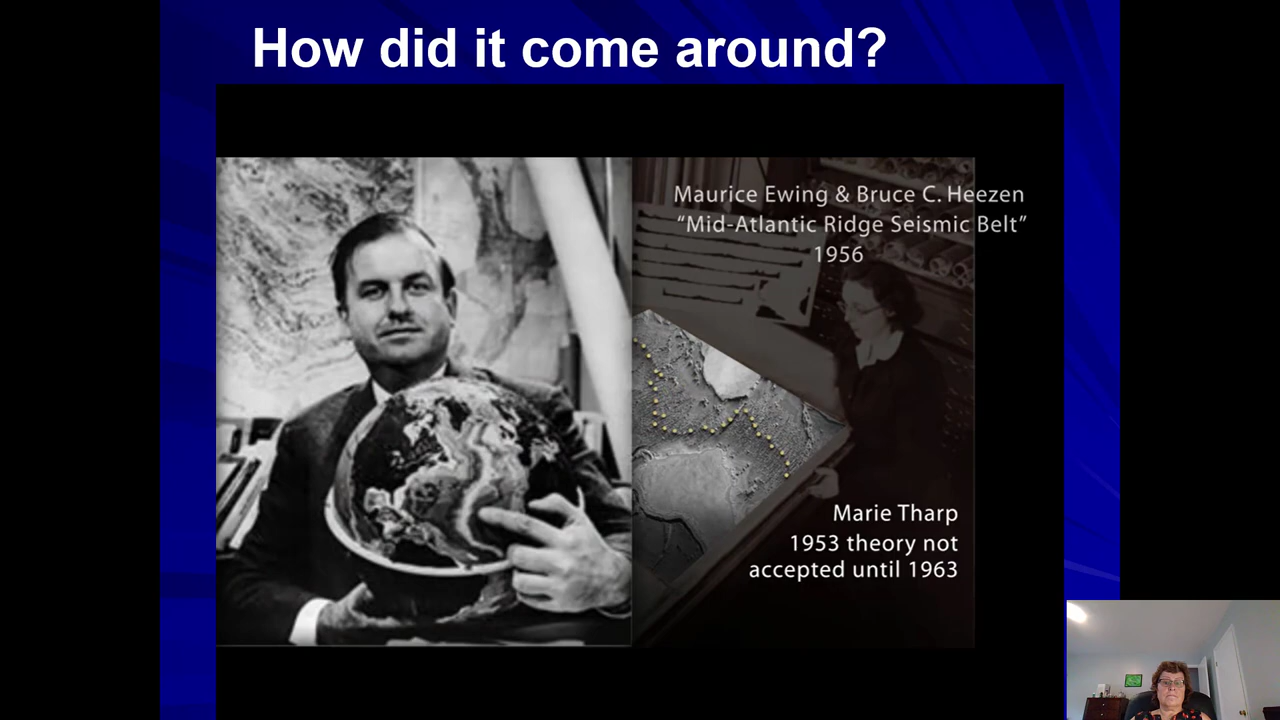 How did it come around?
Maurice Ewing & Bruce C. Heezen
“Mid-Atlantic Ridge Seismic Belt”
1956
Marie Tharp
1953 theory not
accepted until 1963